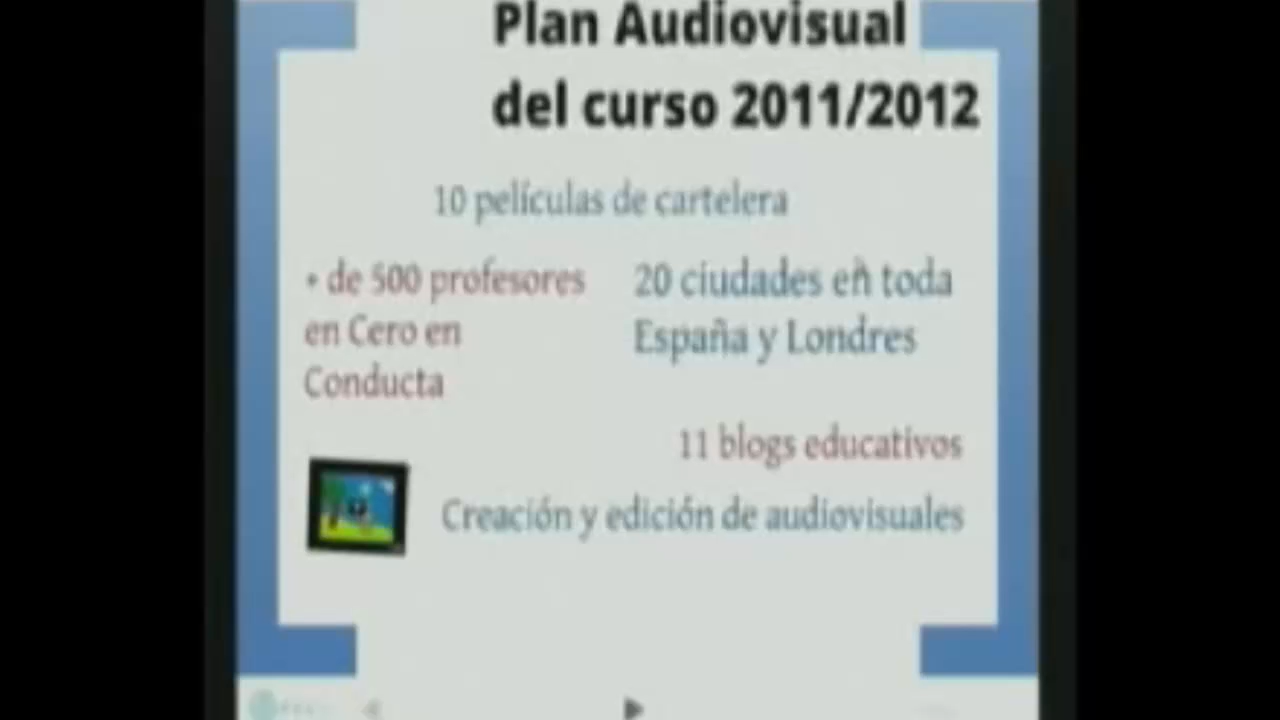 Plan Audiovisual
del curso 2011/2012
10 películas de cartelera
+ de 500 profesores
en Cero en
Conducta
20 ciudades en toda
España y Londres
11 blogs educativos
Creación y edición de audiovisuales